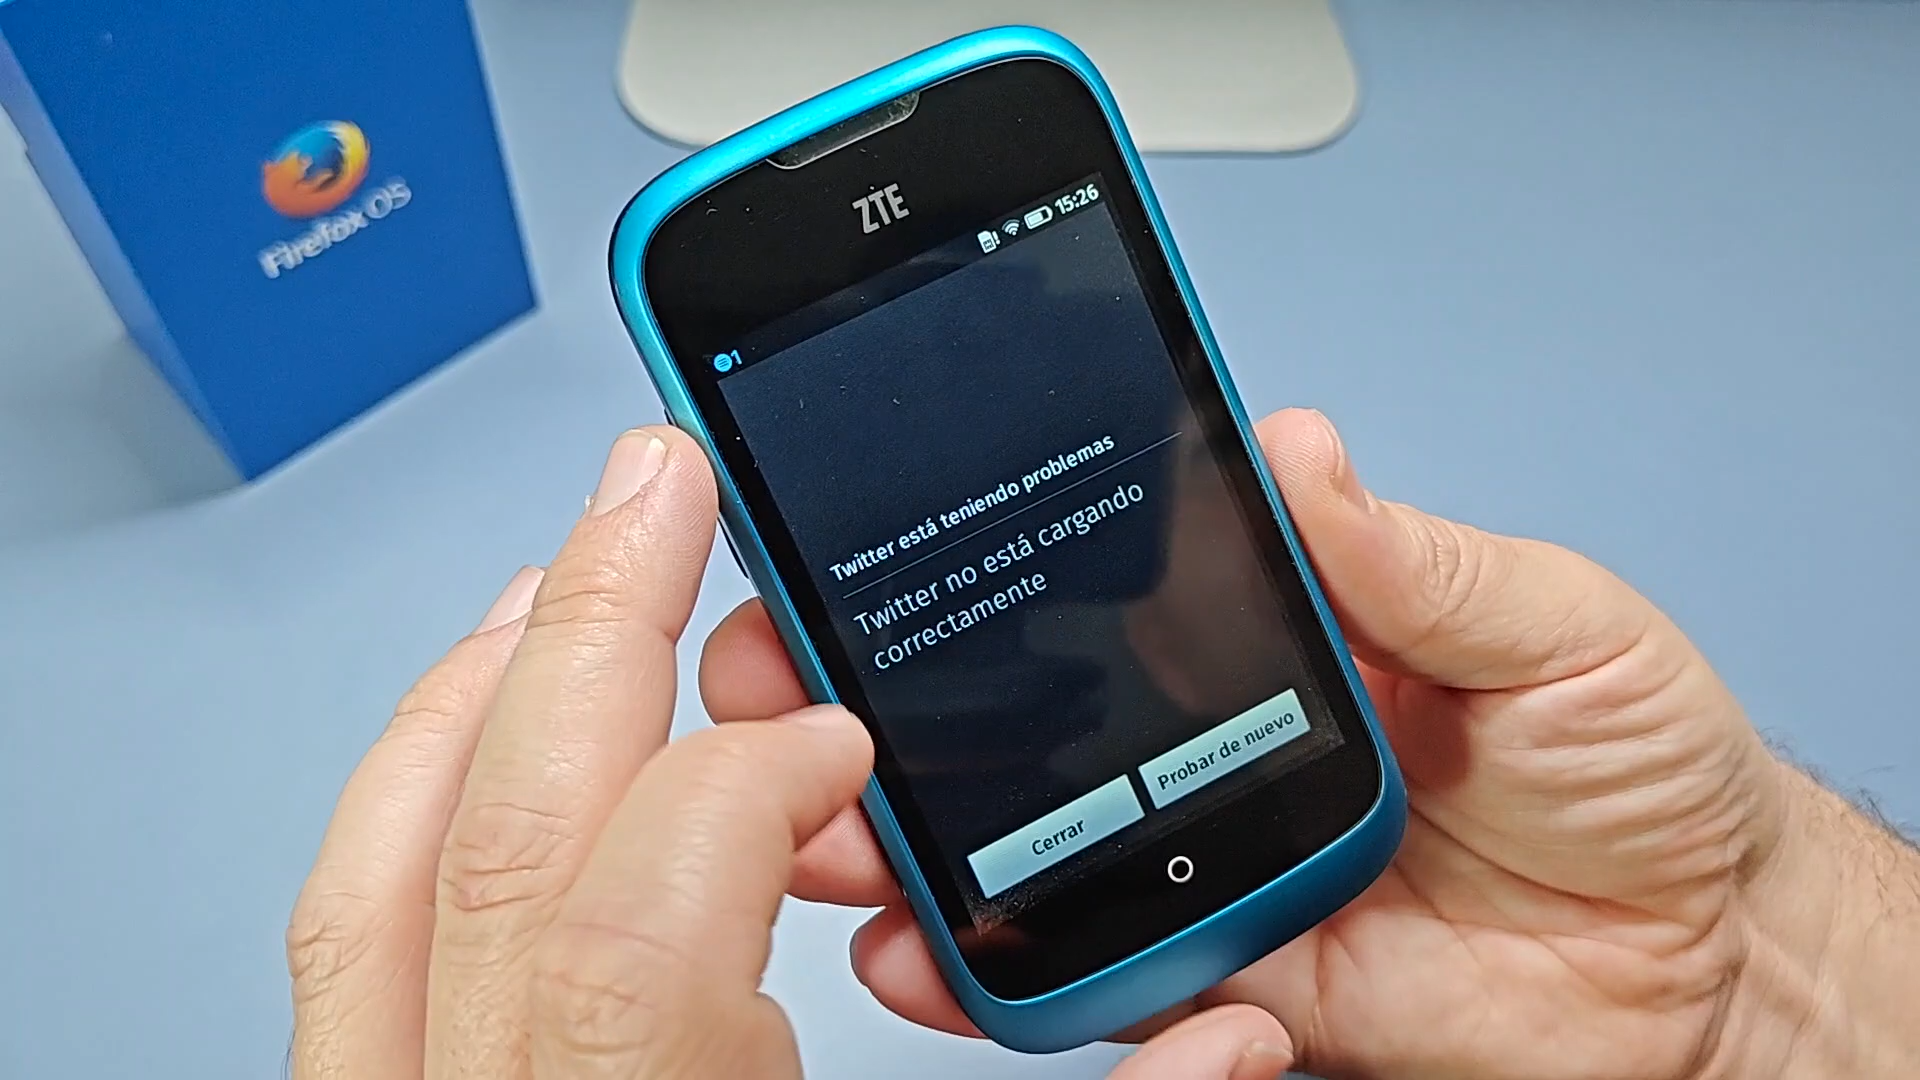 Firefox OS
ZTE
15:26
1
Twitter está teniendo problemas
Twitter no está cargando
correctamente
Cerrar
Probar de nuevo